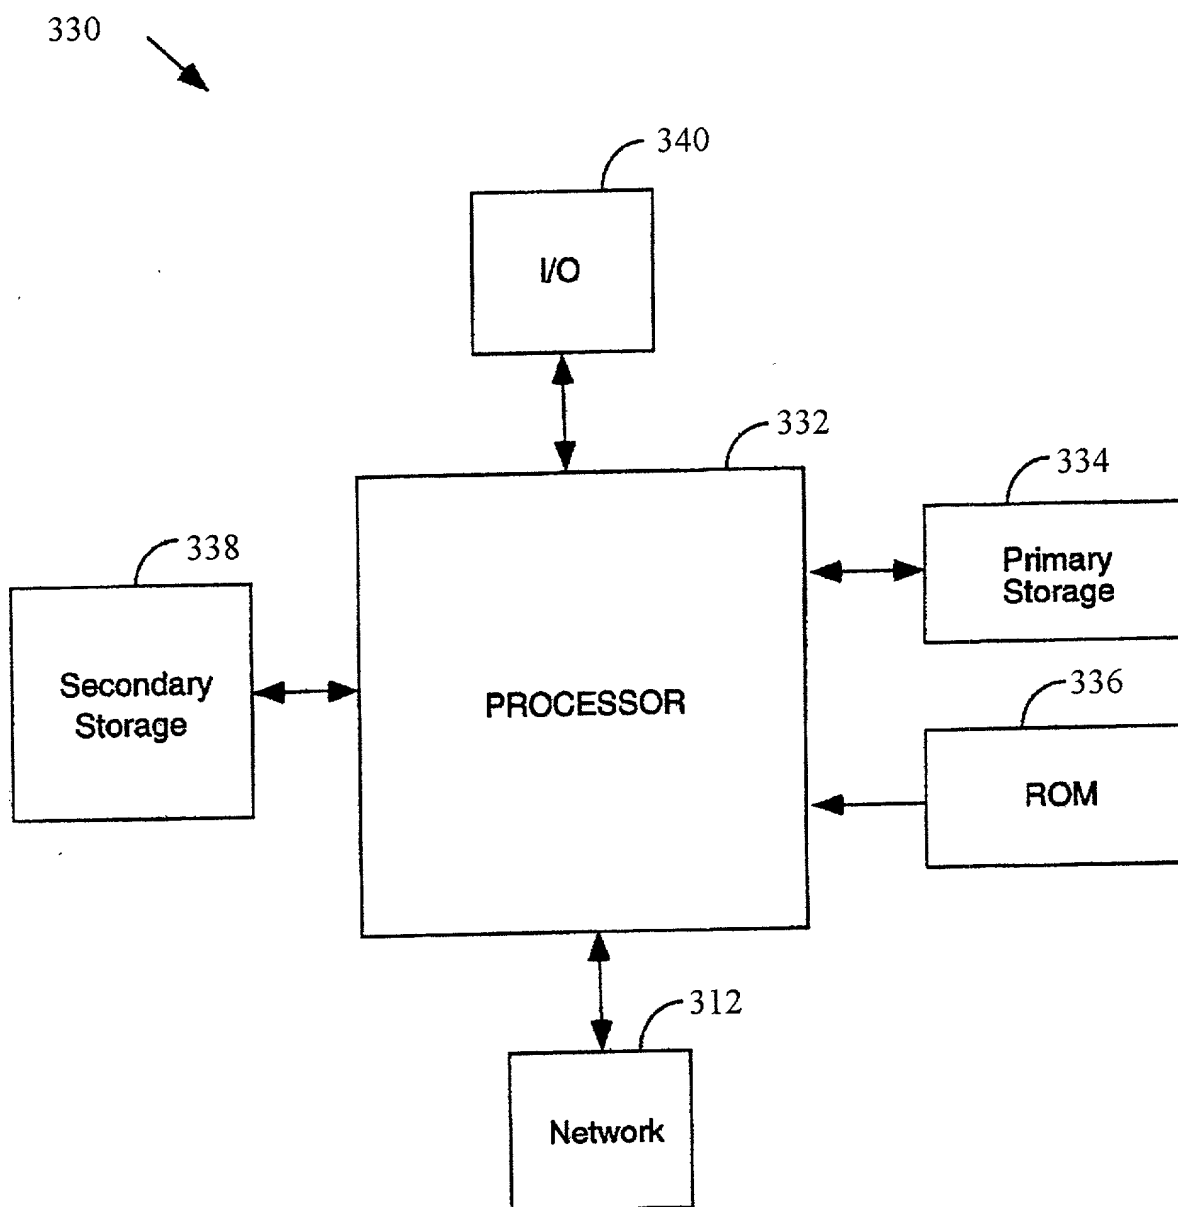 330
340
I/O
332
334
Primary
Storage
338
Secondary
Storage
PROCESSOR
336
ROM
312
Network